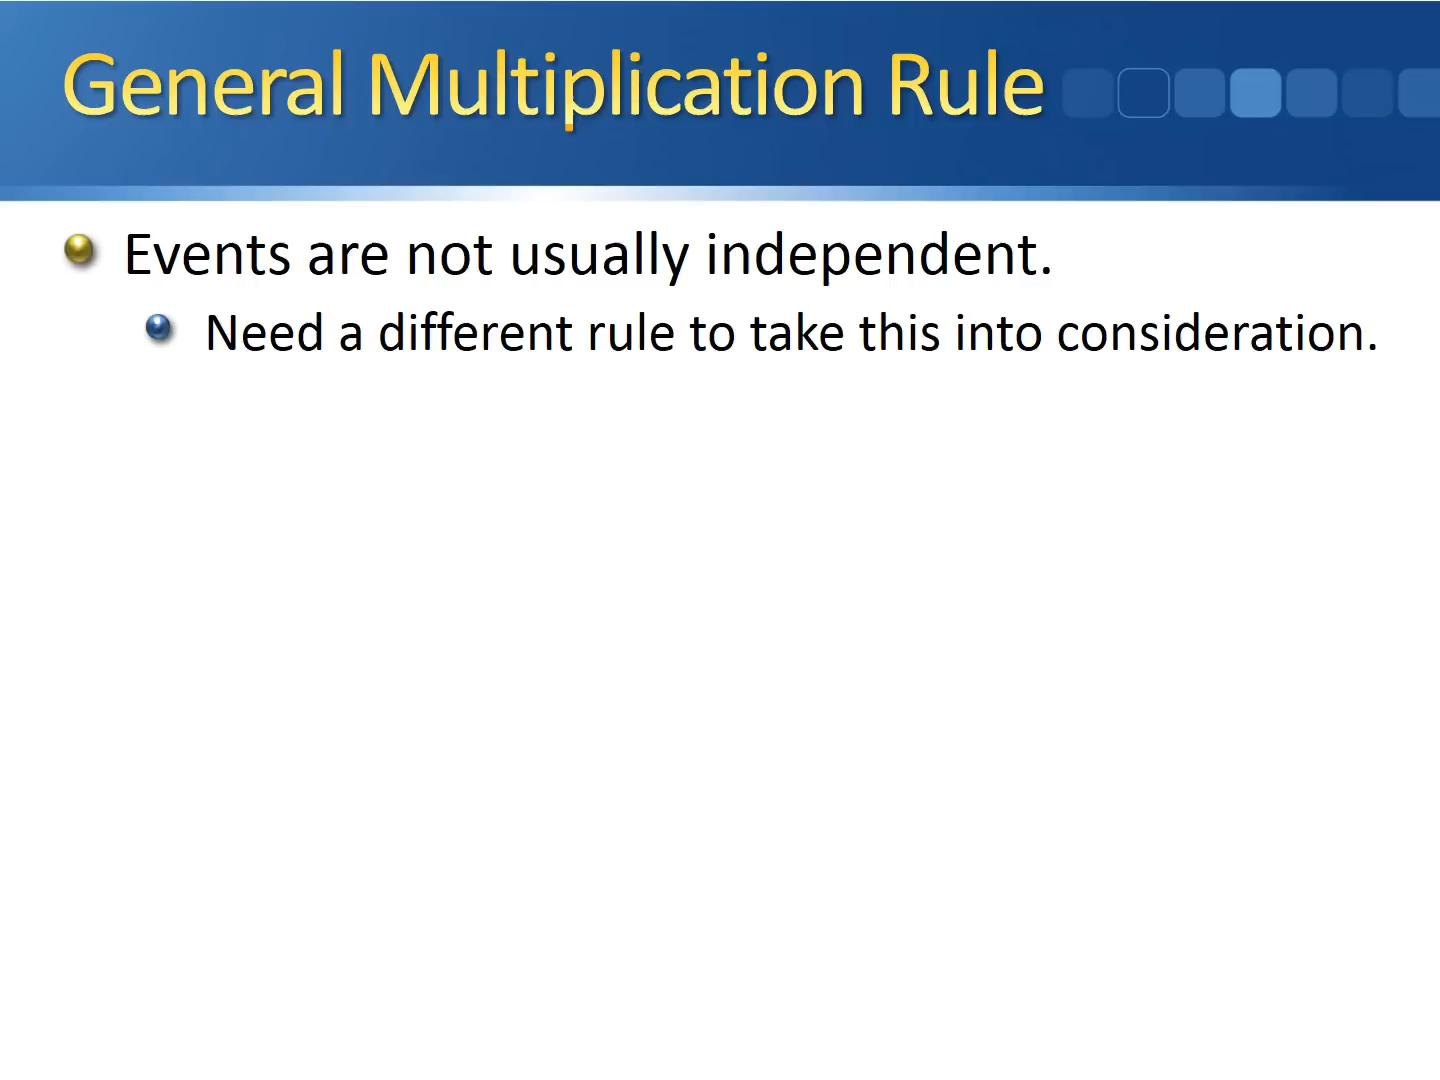 General Multiplication Rule
Events are not usually independent.
Need a different rule to take this into consideration.